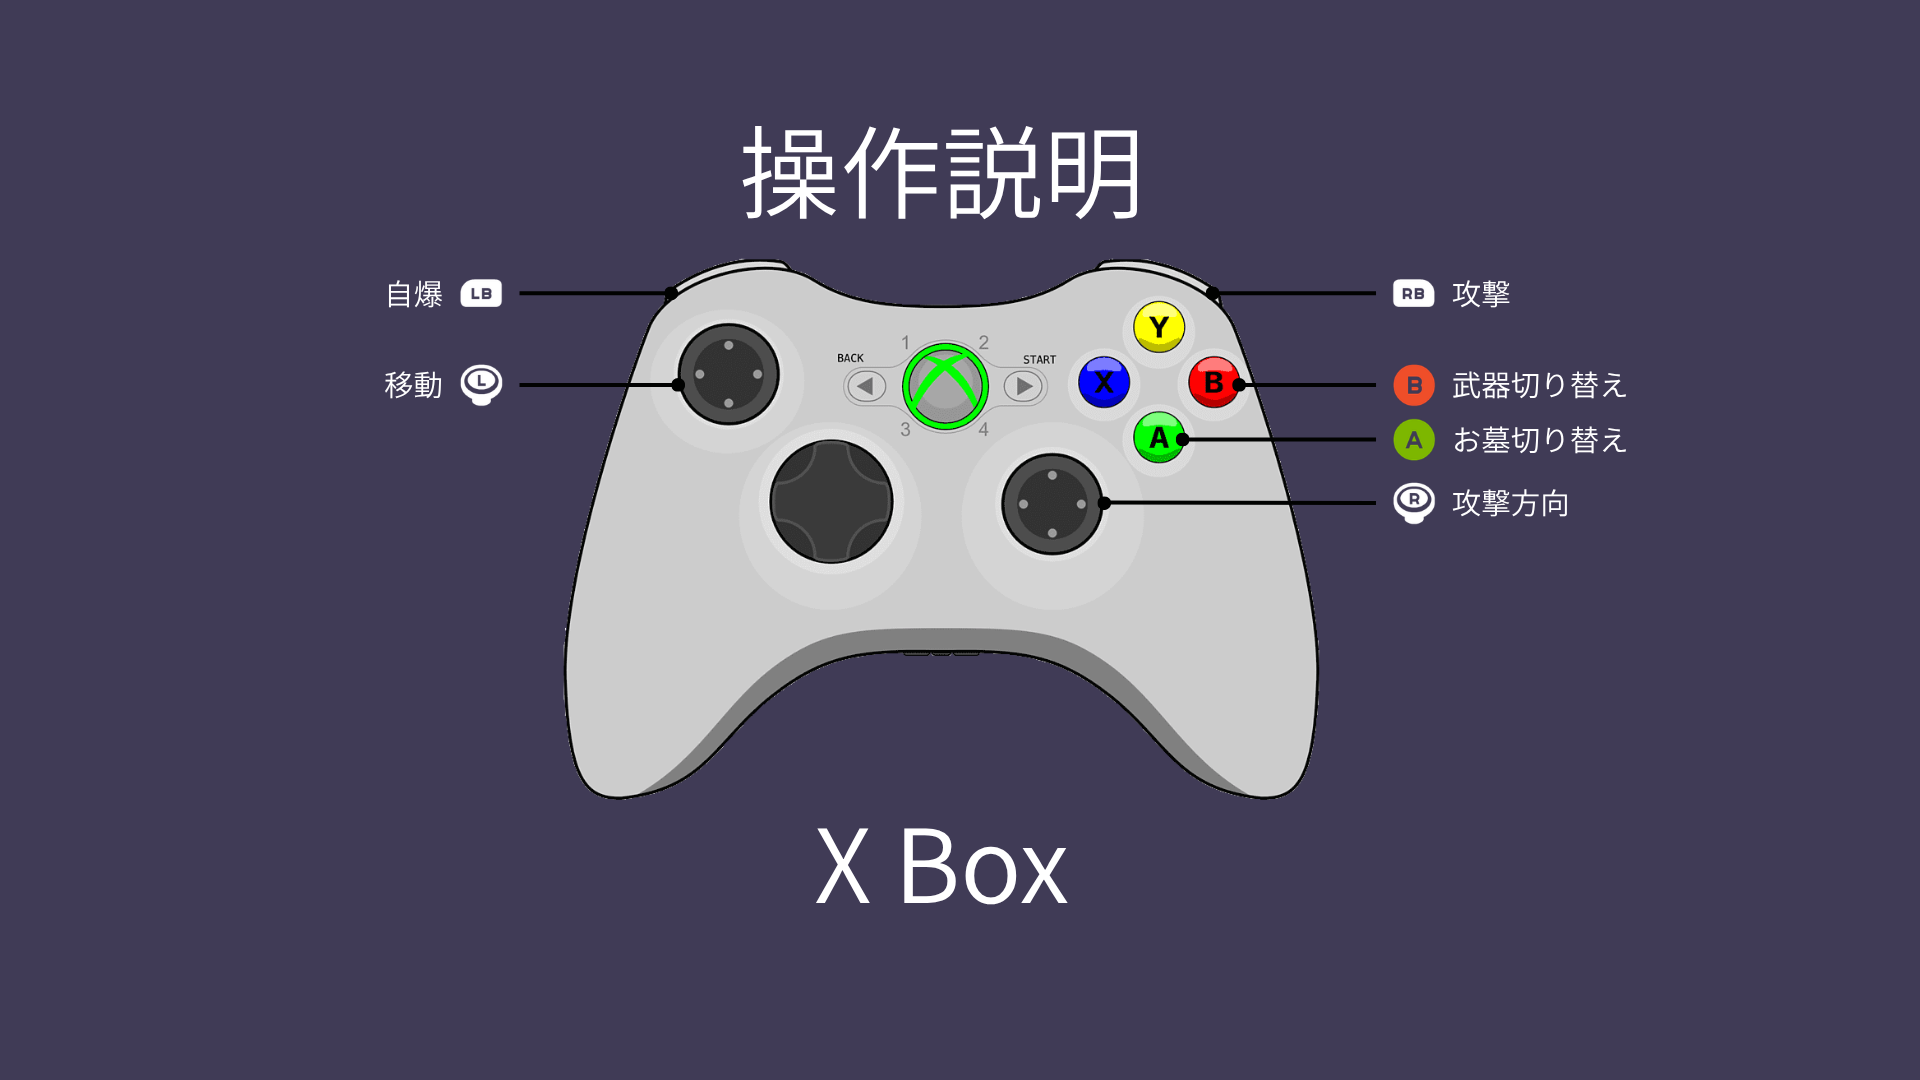 操作説明
自爆 LB
RB 攻撃
移動 L
BACK
START
1 2
3 4
Y
X
B
A
B 武器切り替え
A お墓切り替え
R 攻撃方向
X Box